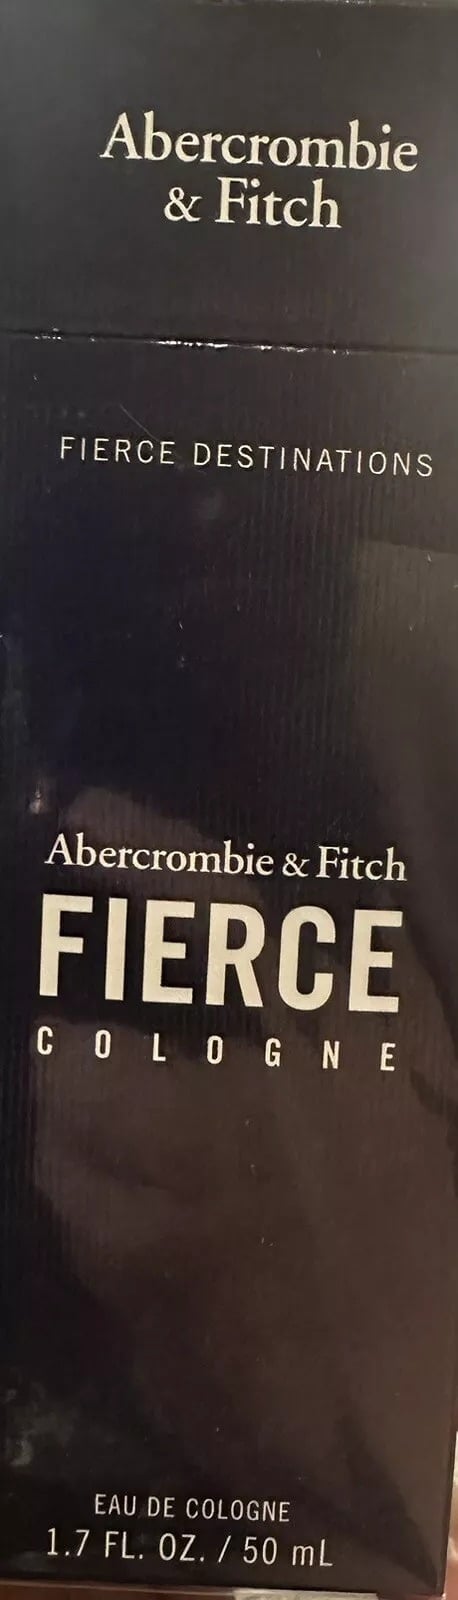 Abercrombie
& Fitch
FIERCE DESTINATIONS
Abercrombie & Fitch
FIERCE
COLOGNE
EAU DE COLOGNE
1.7 FL. OZ. / 50 mL